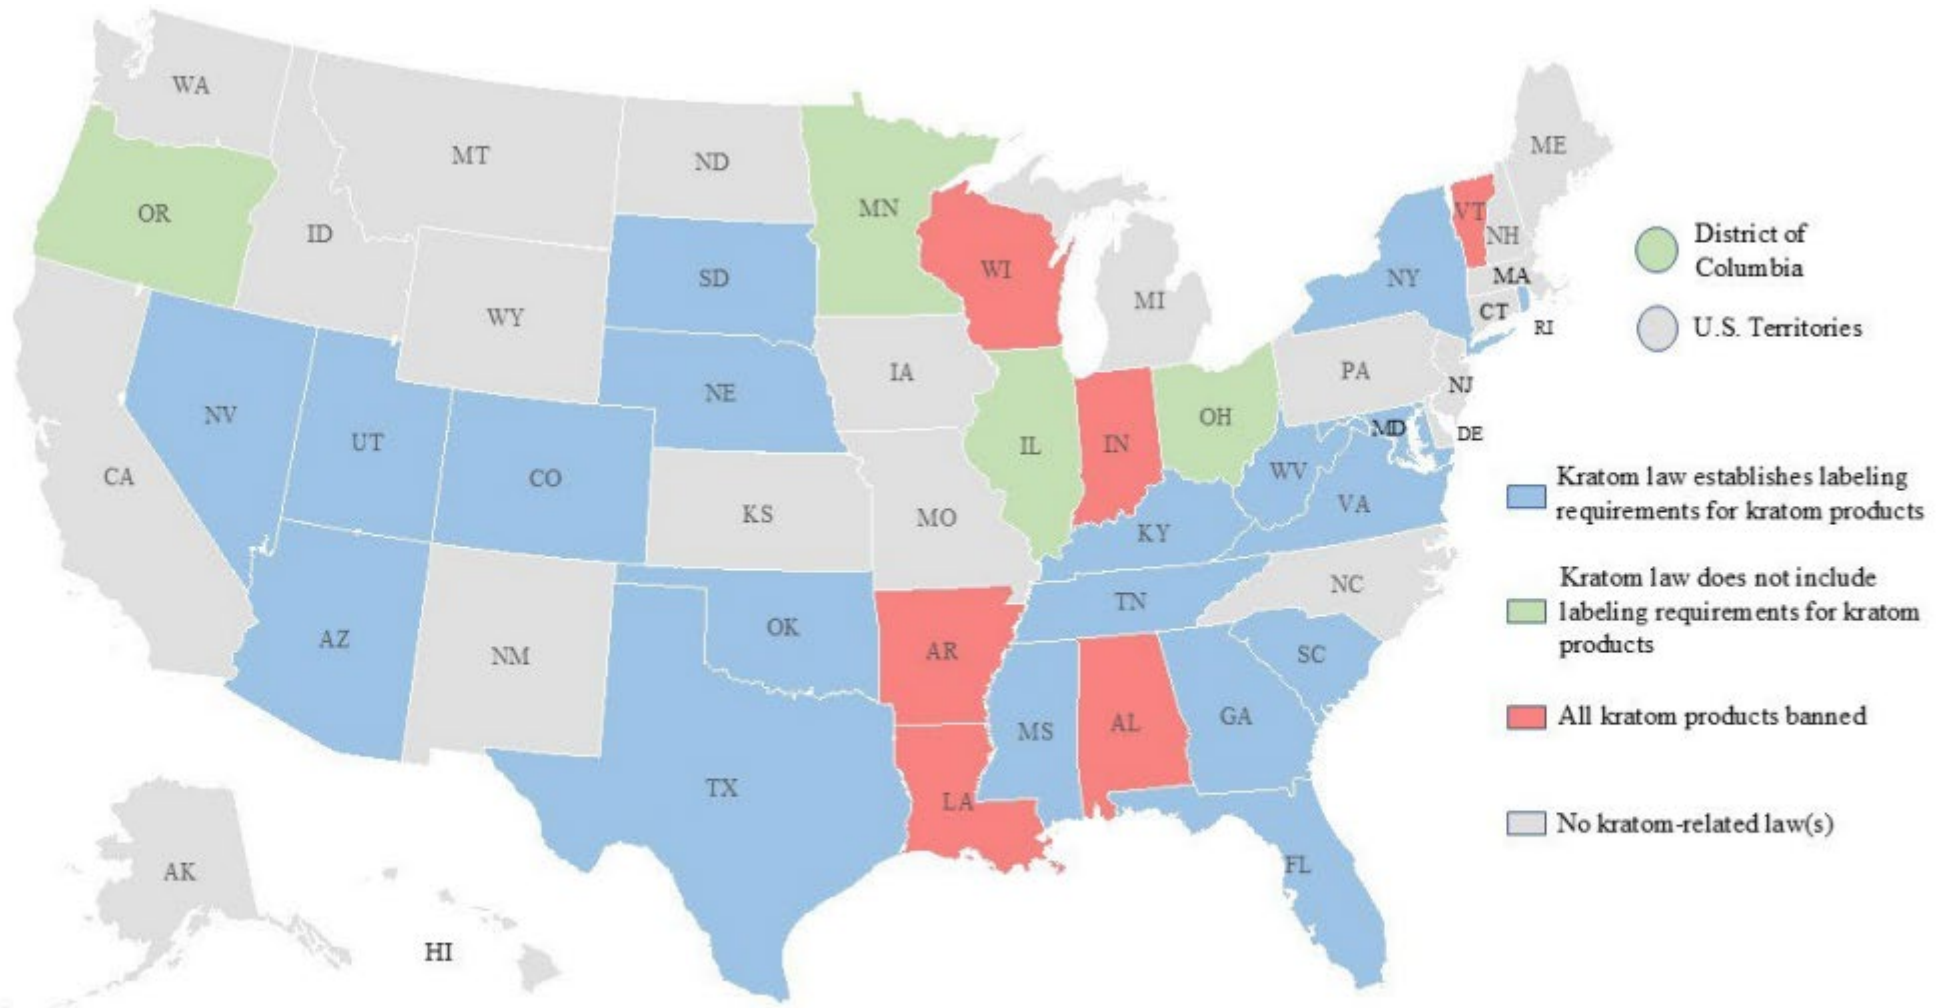 WA
ME
MT
ND
OR
MN
VT
ID
NH
District of
Columbia
WI
MA
SD
NY
MI
CT
WY
RI
U.S. Territories
IA
PA
NJ
NE
NV
OH
MD
DE
UT
IL
IN
WV
CA
CO
Kratom law establishes labeling
requirements for kratom products
VA
KS
MO
KY
Kratom law does not include
labeling requirements for kratom
products
NC
TN
OK
AZ
AR
NM
SC
GA
All kratom products banned
AL
MS
TX
LA
No kratom-related law(s)
FL
AK
HI